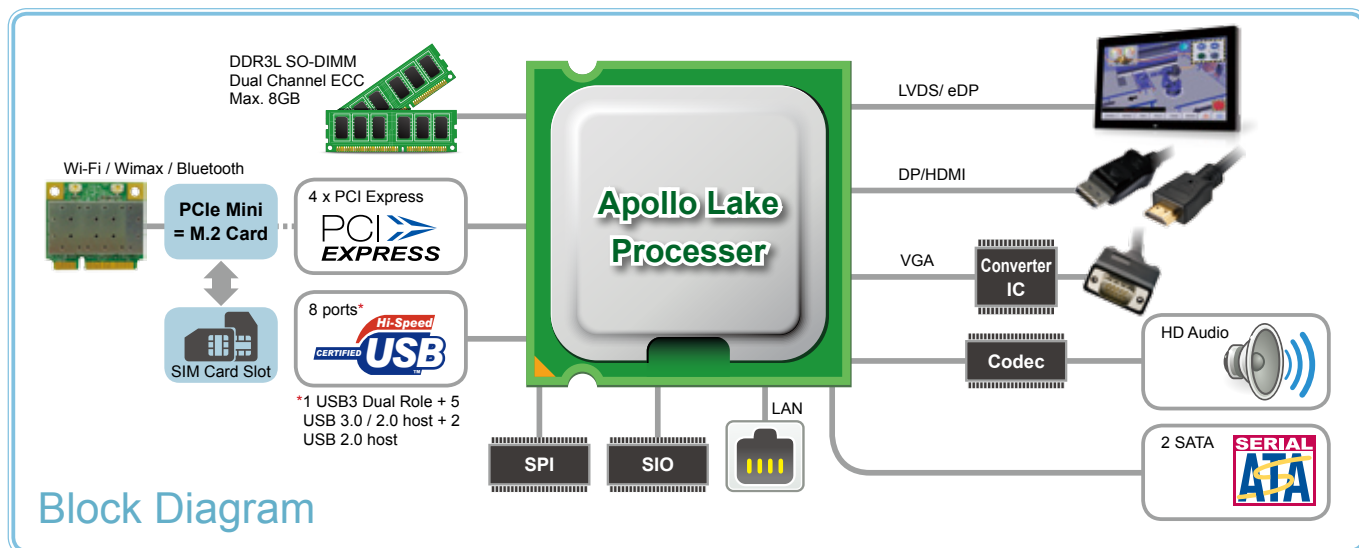 DDR3L SO-DIMM
Dual Channel ECC
Max. 8GB
Wi-Fi / Wimax / Bluetooth
PCIe Mini
= M.2 Card
4 x PCI Express
PCI
EXPRESS
SIM Card Slot
8 ports*
Hi-Speed
CERTIFIED USB
TM
*1 USB3 Dual Role + 5
USB 3.0 / 2.0 host + 2
USB 2.0 host
Apollo Lake
Processer
SPI
SIO
LAN
LVDS/ eDP
DP/HDMI
VGA
Converter
IC
Codec
HD Audio
2 SATA
SERIAL
ATA
Block Diagram